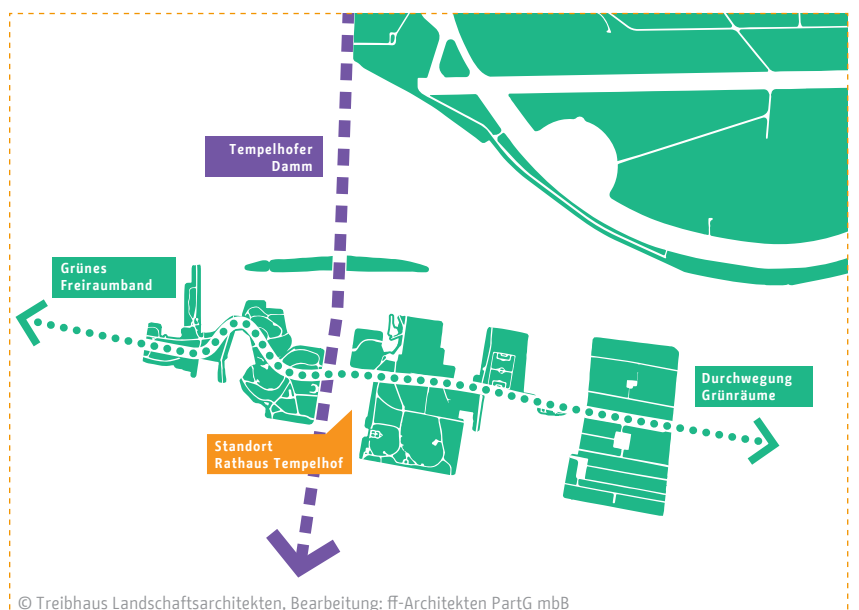 Tempelhofer
Damm
Grünes
Freiraumband
Durchwegung
Grünräume
Standort
Rathaus Tempelhof
© Treibhaus Landschaftsarchitekten, Bearbeitung: ff-Architekten PartG mbB